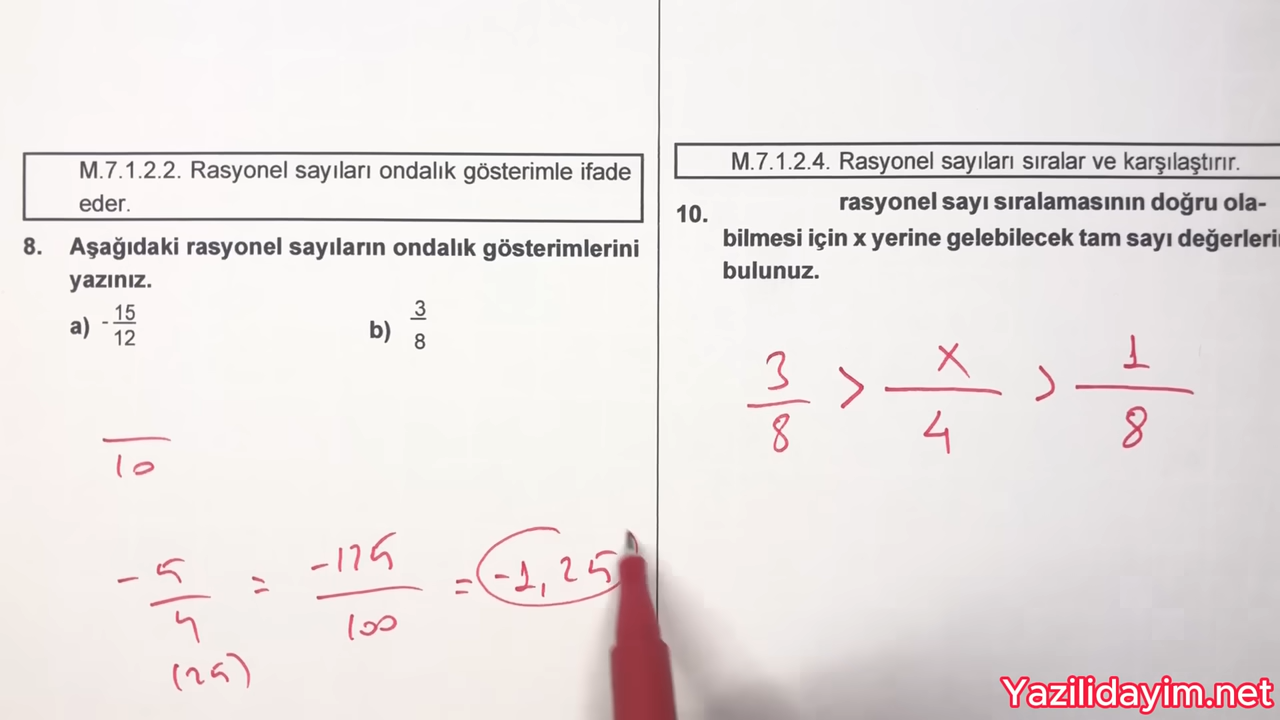 M.7.1.2.2. Rasyonel sayıları ondalık gösterimle ifade
eder.
8. Aşağıdaki rasyonel sayıların ondalık gösterimlerini
yazınız.
a) -15/12 b) 3/8
10
-5/4 = -125/100 = -1,25
(25)
M.7.1.2.4. Rasyonel sayıları sıralar ve karşılaştırır.
10. rasyonel sayı sıralamasının doğru ola-
bilmesi için x yerine gelebilecek tam sayı
bulunuz.
3/8 > x/4 > 1/8
Yazilidayim.net